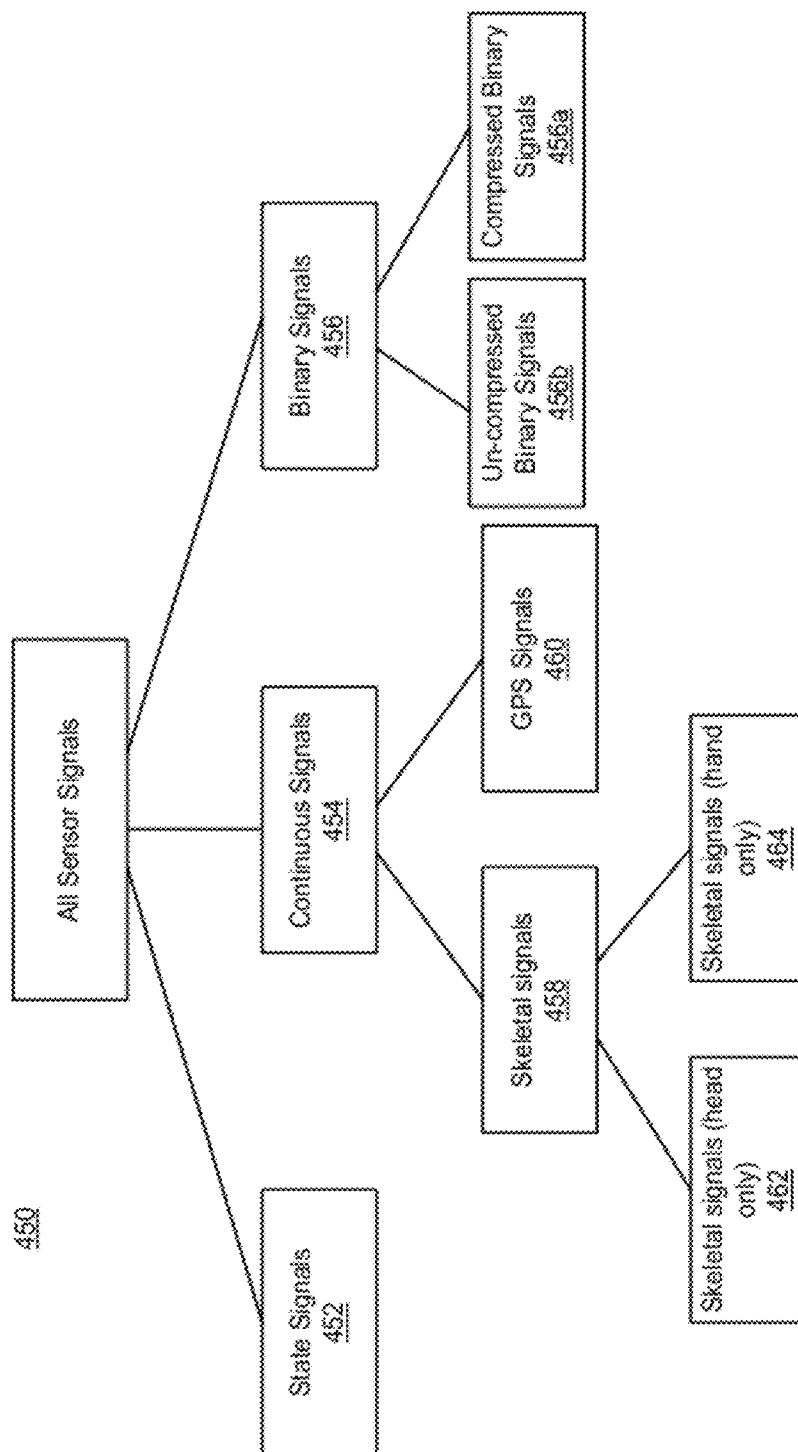 450
All Sensor Signals
State Signals
452
Continuous Signals
454
Binary Signals
456
Skeletal signals
458
GPS Signals
460
Un-compressed
Binary Signals
456b
Compressed Binary
Signals
456a
Skeletal signals (head
only)
462
Skeletal signals (hand
only)
464